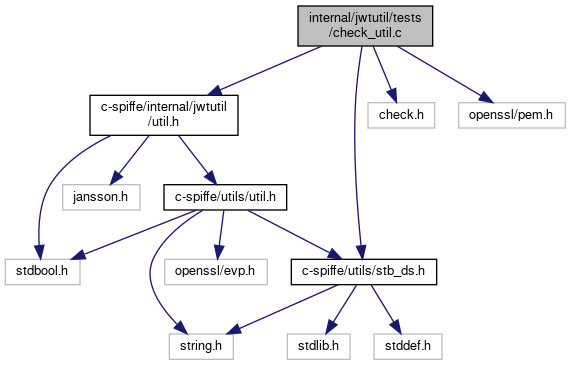 internal/jwtutil/tests
/check_util.c
c-spiffe/internal/jwtutil
/util.h
check.h
openssl/pem.h
jansson.h
c-spiffe/utils/util.h
stdbool.h
openssl/evp.h
c-spiffe/utils/stb_ds.h
string.h
stdlib.h
stddef.h